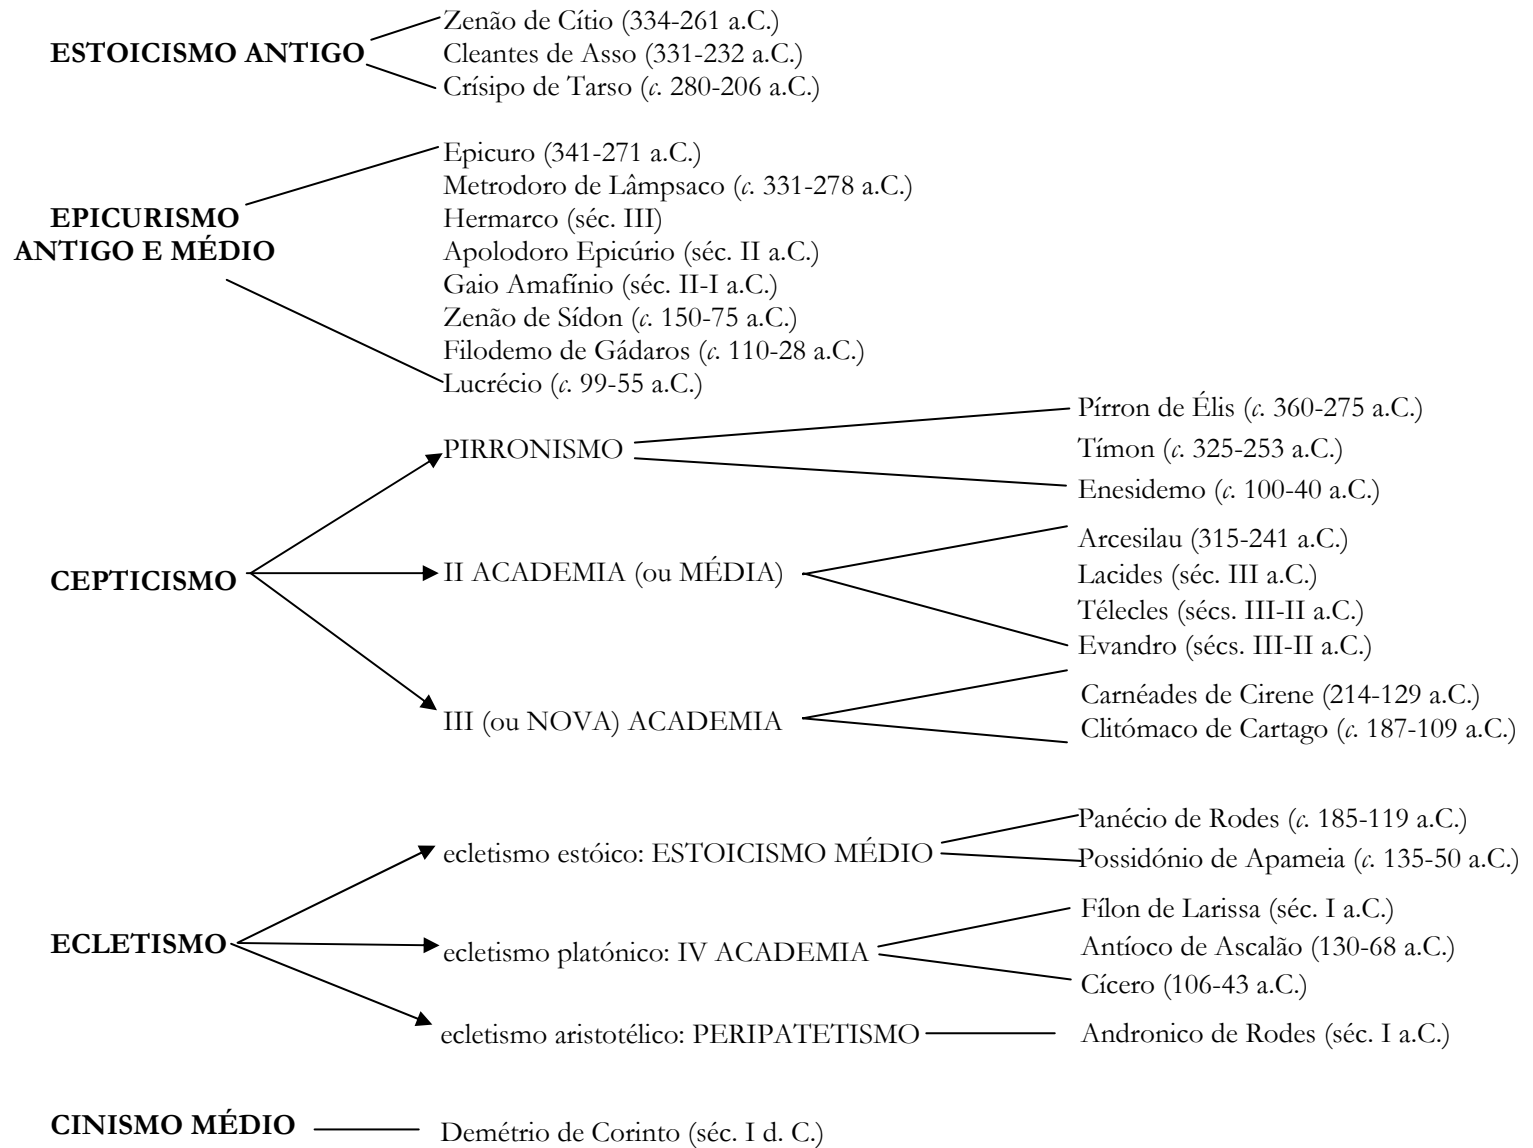 ESTOICISMO ANTIGO
Zenão de Cítio (334-261 a.C.)
Cleantes de Asso (331-232 a.C.)
Crísipo de Tarso (c. 280-206 a.C.)
EPICURISMO
ANTIGO E MÉDIO
Epicuro (341-271 a.C.)
Metrodoro de Lâmpsaco (c. 331-278 a.C.)
Hermarco (séc. III)
Apolodoro Epicúrio (séc. II a.C.)
Gaio Amafínio (séc. II-I a.C.)
Zenão de Sídon (c. 150-75 a.C.)
Filodemo de Gádaros (c. 110-28 a.C.)
Lucrécio (c. 99-55 a.C.)
CEPTICISMO
PIRRONISMO
Pírron de Élis (c. 360-275 a.C.)
Tímon (c. 325-253 a.C.)
Enesidemo (c. 100-40 a.C.)
II ACADEMIA (ou MÉDIA)
Arcesilau (315-241 a.C.)
Lacides (séc. III a.C.)
Télecles (sécs. III-II a.C.)
Evandro (sécs. III-II a.C.)
III (ou NOVA) ACADEMIA
Carnéades de Cirene (214-129 a.C.)
Clitómaco de Cartago (c. 187-109 a.C.)
ECLETISMO
ecletismo estóico: ESTOICISMO MÉDIO
Panécio de Rodes (c. 185-119 a.C.)
Possidónio de Apameia (c. 135-50 a.C.)
ecletismo platónico: IV ACADEMIA
Fílon de Larissa (séc. I a.C.)
Antíoco de Ascalão (130-68 a.C.)
Cícero (106-43 a.C.)
ecletismo aristotélico: PERIPATETISMO
Andronico de Rodes (séc. I a.C.)
CINISMO MÉDIO
Demétrio de Corinto (séc. I d. C.)